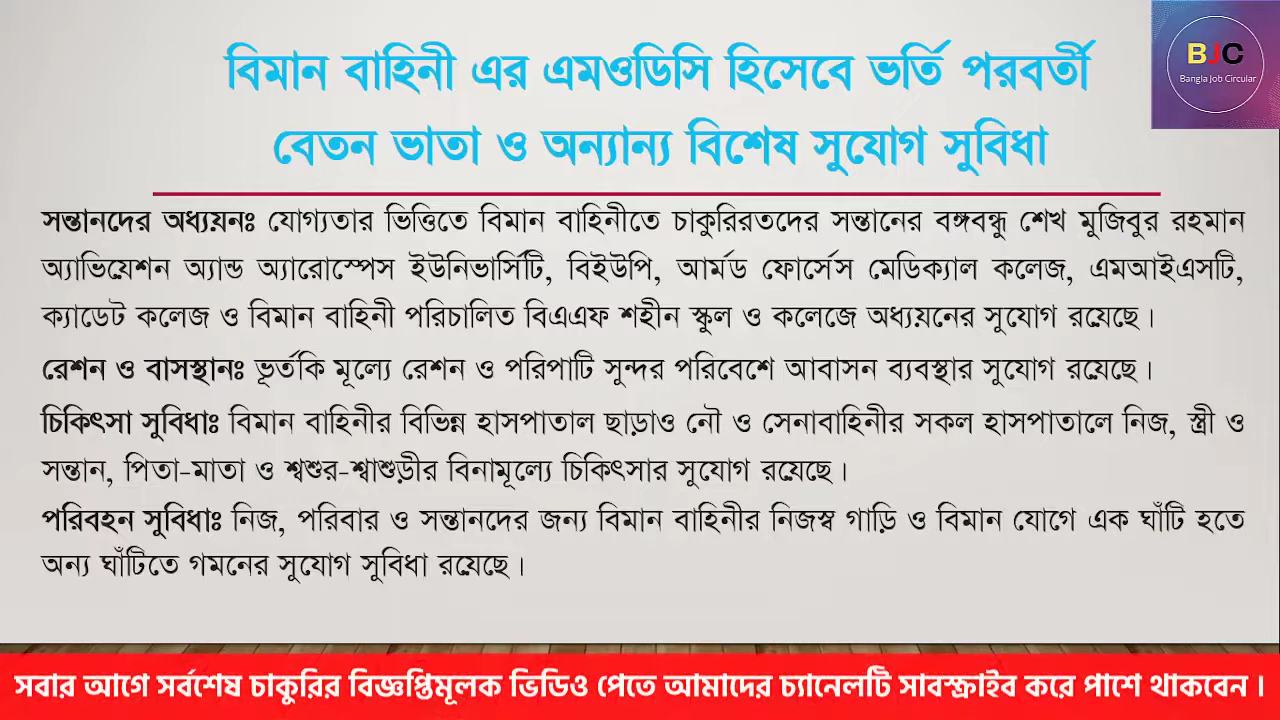 BJC
Bangla Job Circular
বিমান বাহিনী এর এমওডিসি হিসেবে ভর্তি পরবর্তী
বেতন ভাতা ও অন্যান্য বিশেষ সুযোগ সুবিধা
সন্তানদের অধ্যয়নঃ যোগ্যতার ভিত্তিতে বিমান বাহিনীতে চাকুরিরতদের সন্তানের বঙ্গবন্ধু শেখ মুজিবুর রহমান
অ্যাভিয়েশন অ্যান্ড অ্যারোস্পেস ইউনিভার্সিটি, বিইউপি, আর্মড ফোর্সেস মেডিক্যাল কলেজ, এমআইএসটি,
ক্যাডেট কলেজ ও বিমান বাহিনী পরিচালিত বিএএফ শহীন স্কুল ও কলেজে অধ্যয়নের সুযোগ রয়েছে।
রেশন ও বাসস্থানঃ ভূর্তকি মূল্যে রেশন ও পরিপাটি সুন্দর পরিবেশে আবাসন ব্যবস্থার সুযোগ রয়েছে।
চিকিৎসা সুবিধাঃ বিমান বাহিনীর বিভিন্ন হাসপাতাল ছাড়াও নৌ ও সেনাবাহিনীর সকল হাসপাতালে নিজ, স্ত্রী ও
সন্তান, পিতা-মাতা ও শ্বশুর-শ্বাশুড়ীর বিনামূল্যে চিকিৎসার সুযোগ রয়েছে।
পরিবহন সুবিধাঃ নিজ, পরিবার ও সন্তানদের জন্য বিমান বাহিনীর নিজস্ব গাড়ি ও বিমান যোগে এক ঘাঁটি হতে
অন্য ঘাঁটিতে গমনের সুযোগ সুবিধা রয়েছে।
সবার আগে সর্বশেষ চাকুরির বিজ্ঞপ্তিমূলক ভিডিও পেতে আমাদের চ্যানেলটি সাবস্ক্রাইব করে পাশে থাকবেন।